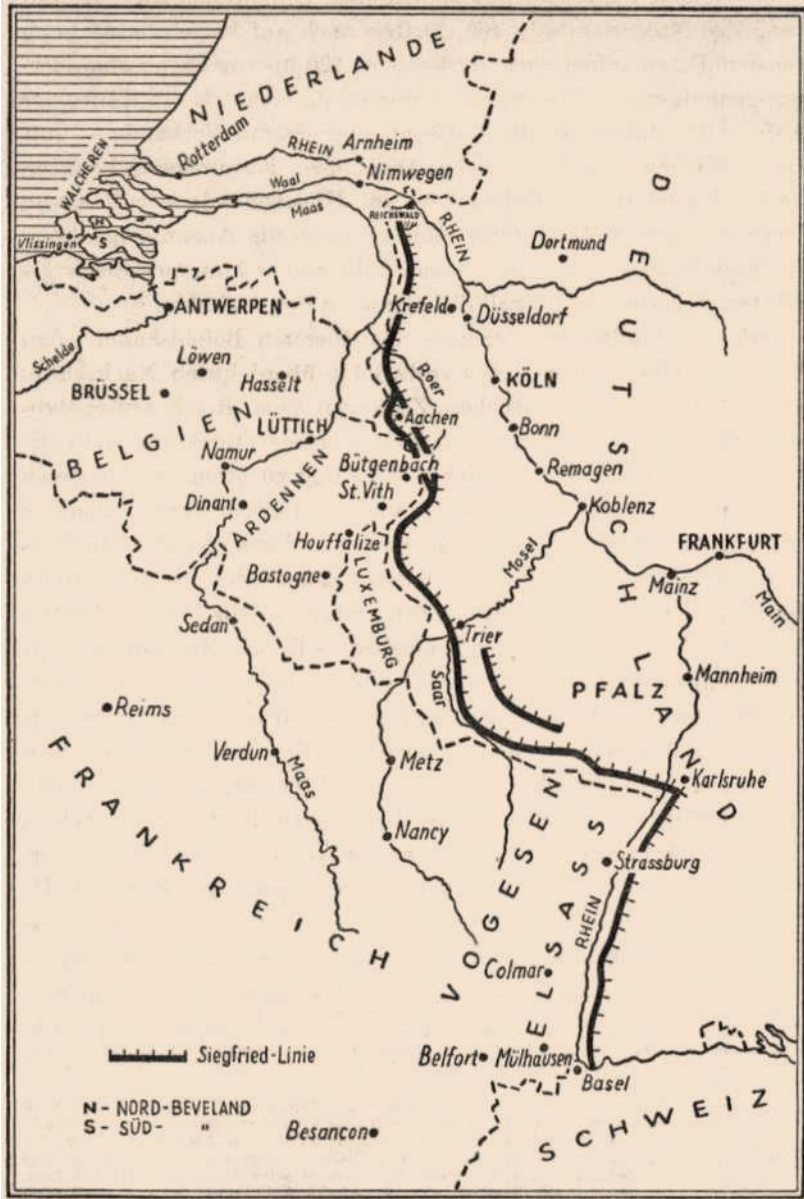 NIEDERLANDE
WALCHEREN
Rotterdam
RHEIN
Arnheim
Waal
Nimwegen
Maas
REICHSWALD
RHEIN
N
S
Vlissingen
DEUTSCHLAND
Dortmund
ANTWERPEN
Krefeld
Düsseldorf
Schelde
Löwen
Hasselt
BRÜSSEL
Roer
KÖLN
BELGIEN
LÜTTICH
Aachen
Bonn
Namur
Bütgenbach
Remagen
Dinant
ARDENNEN
St.Vith
Koblenz
Houffalize
Mosel
FRANKFURT
Bastogne
LUXEMBURG
Mainz
Main
Sedan
Trier
Saar
PFALZ
Mannheim
Reims
FRANKREICH
Verdun
Maas
Metz
Karlsruhe
Nancy
VOGESEN
ELSASS
Strassburg
RHEIN
Colmar
Siegfried-Linie
Belfort
Mülhausen
Basel
N - NORD-BEVELAND
S - SÜD- "
Besançon
SCHWEIZ